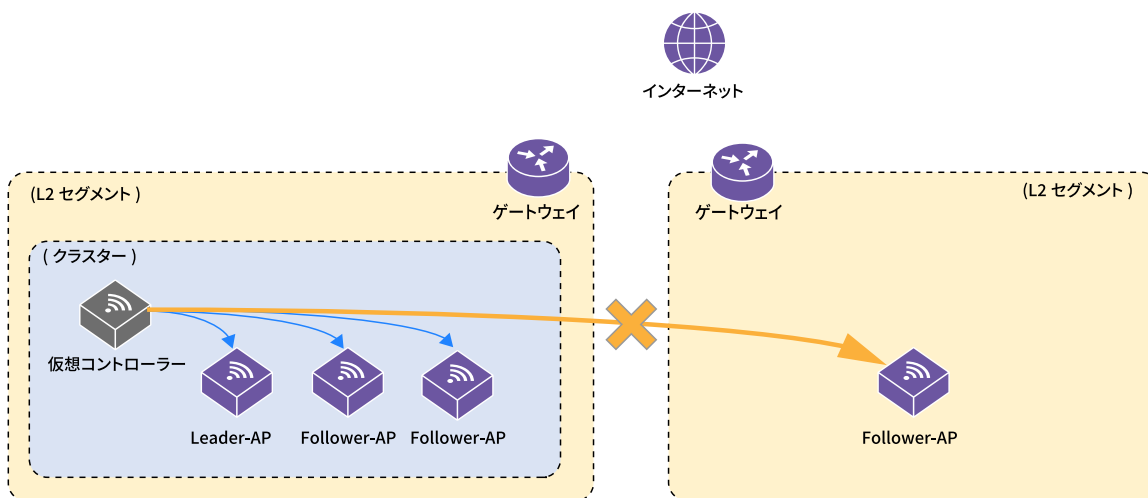 インターネット
(L2 セグメント )
ゲートウェイ
ゲートウェイ
(L2 セグメント )
( クラスター )
仮想コントローラー
Leader-AP
Follower-AP
Follower-AP
Follower-AP